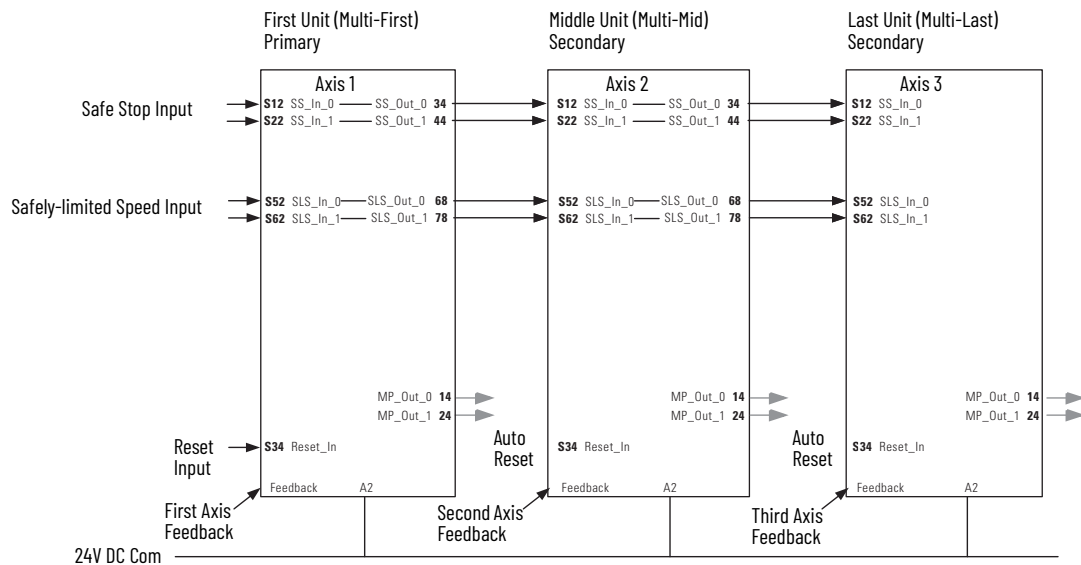 First Unit (Multi-First)
Primary
Middle Unit (Multi-Mid)
Secondary
Last Unit (Multi-Last)
Secondary
Axis 1
Axis 2
Axis 3
Safe Stop Input
S12 SS_In_0 SS_Out_0 34
S22 SS_In_1 SS_Out_1 44
S12 SS_In_0 SS_Out_0 34
S22 SS_In_1 SS_Out_1 44
S12 SS_In_0
S22 SS_In_1
Safely-limited Speed Input
S52 SLS_In_0 SLS_Out_0 68
S62 SLS_In_1 SLS_Out_1 78
S52 SLS_In_0 SLS_Out_0 68
S62 SLS_In_1 SLS_Out_1 78
S52 SLS_In_0
S62 SLS_In_1
MP_Out_0 14
MP_Out_1 24
MP_Out_0 14
MP_Out_1 24
MP_Out_0 14
MP_Out_1 24
Reset
Input
S34 Reset_In
Auto
Reset
S34 Reset_In
Auto
Reset
S34 Reset_In
Feedback A2
Feedback A2
Feedback A2
First Axis
Feedback
Second Axis
Feedback
Third Axis
Feedback
24V DC Com